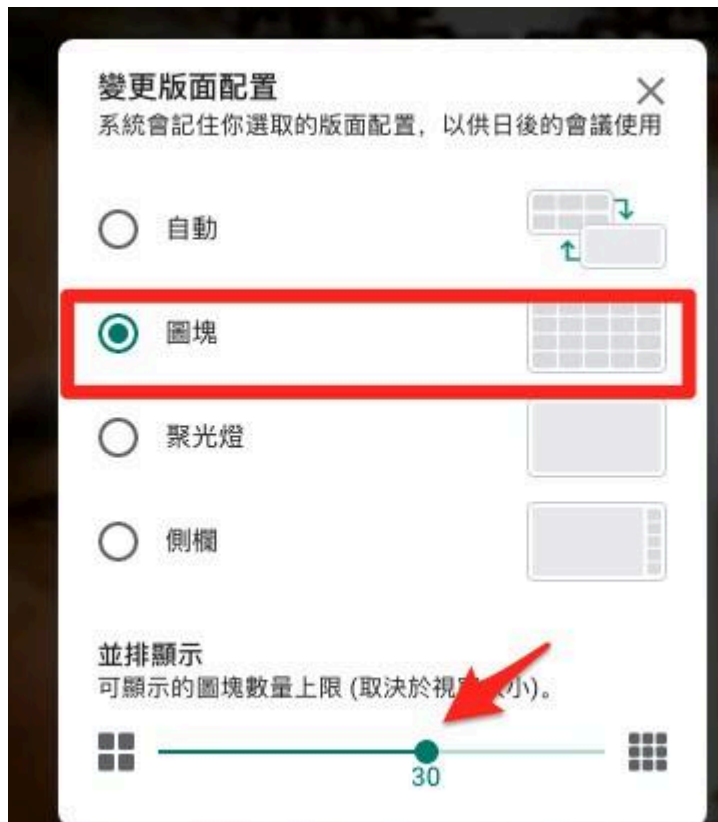 變更版面配置
系統會記住你選取的版面配置，以供日後的會議使用
自動
圖塊
聚光燈
側欄
並排顯示
可顯示的圖塊數量上限 (取決於視小)。
30